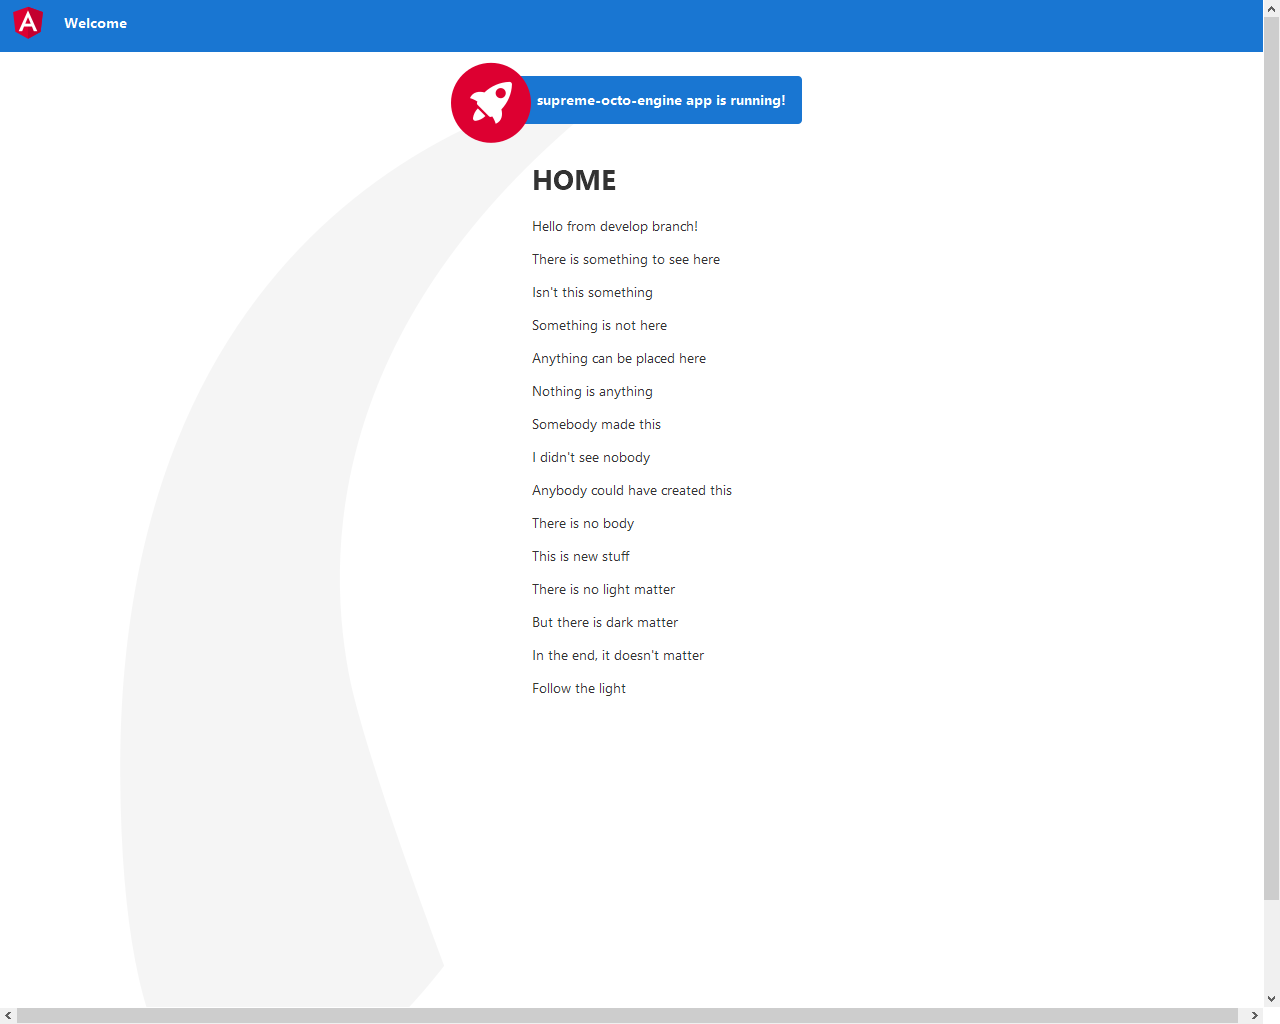 Welcome
supreme-octo-engine app is running!
HOME
Hello from develop branch!
There is something to see here
Isn't this something
Something is not here
Anything can be placed here
Nothing is anything
Somebody made this
I didn't see nobody
Anybody could have created this
There is no body
This is new stuff
There is no light matter
But there is dark matter
In the end, it doesn't matter
Follow the light